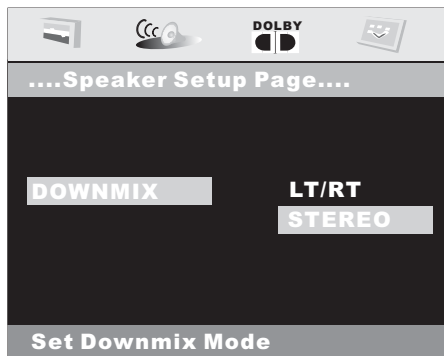 DOLBY
....Speaker Setup Page....
DOWNMIX
LT/RT
STEREO
Set Downmix Mode